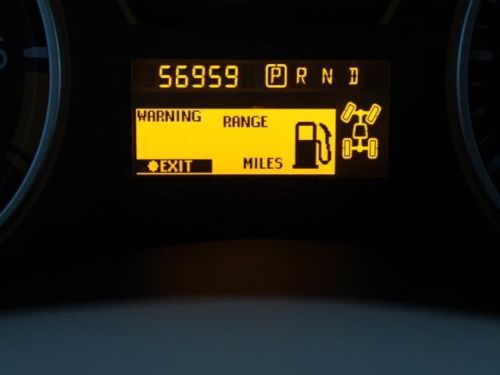 56959 P R N D
WARNING
RANGE
EXIT
MILES